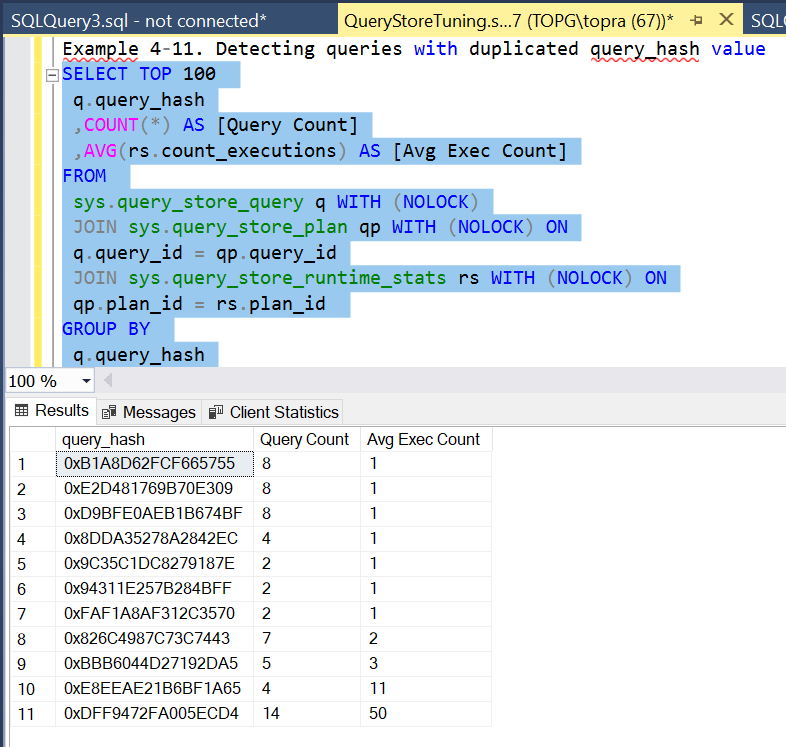 SQLQuery3.sql - not connected*
QueryStoreTuning.s...7 (TOPG\topra (67))*
SQL
Example 4-11. Detecting queries with duplicated query_hash value
SELECT TOP 100
q.query_hash
,COUNT(*) AS [Query Count]
,AVG(rs.count_executions) AS [Avg Exec Count]
FROM
sys.query_store_query q WITH (NOLOCK)
JOIN sys.query_store_plan qp WITH (NOLOCK) ON
q.query_id = qp.query_id
JOIN sys.query_store_runtime_stats rs WITH (NOLOCK) ON
qp.plan_id = rs.plan_id
GROUP BY
q.query_hash
100 %
Results Messages Client Statistics
query_hash Query Count Avg Exec Count
1 0xB1A8D62FCF665755 8 1
2 0xE2D481769B70E309 8 1
3 0xD9BFE0AEB1B674BF 8 1
4 0x8DDA35278A2842EC 4 1
5 0x9C35C1DC8279187E 2 1
6 0x94311E257B284BFF 2 1
7 0xFAF1A8AF312C3570 2 1
8 0x826C4987C73C7443 7 2
9 0xBBB6044D27192DA5 5 3
10 0xE8EEAE21B6BF1A65 4 11
11 0xDFF9472FA005ECD4 14 50